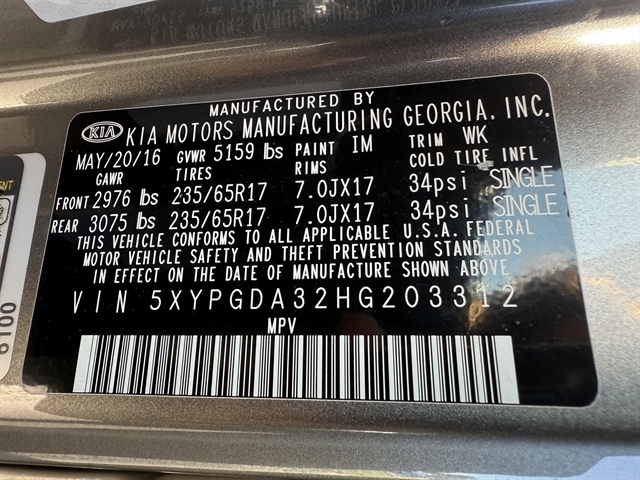 MANUFACTURED BY
KIA KIA MOTORS MANUFACTURING GEORGIA, INC.
MAY/20/16 GVWR 5159 lbs PAINT IM TRIM WK
GAWR TIRES RIMS COLD TIRE INFL
FRONT 2976 lbs 235/65R17 7.0JX17 34psi SINGLE
REAR 3075 lbs 235/65R17 7.0JX17 34psi SINGLE
THIS VEHICLE CONFORMS TO ALL APPLICABLE U.S.A. FEDERAL
MOTOR VEHICLE SAFETY AND THEFT PREVENTION STANDARDS
IN EFFECT ON THE DATE OF MANUFACTURE SHOWN ABOVE
VIN 5XYPGDA32HG203312
MPV